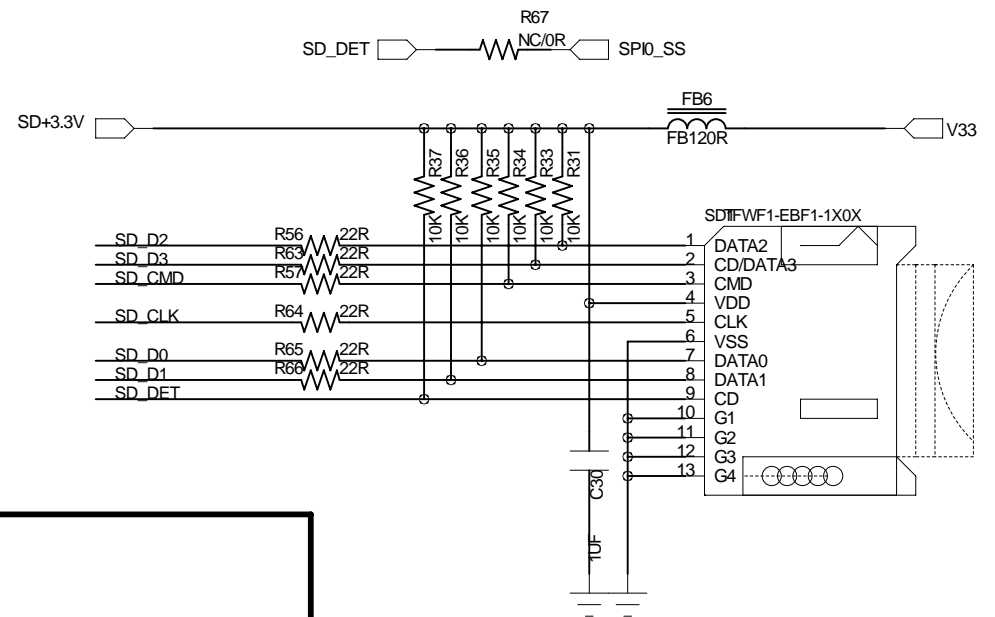 R67
SD_DET
NC/0R
SPI0_SS
FB6
SD+3.3V
FB120R
V33
R37
R36
R35
R34
R33
R31
10K
10K
10K
10K
10K
10K
SD1
TFWF1-EBF1-1X0X
SD_D2 R56 22R 1 DATA2
SD_D3 R63 22R 2 CD/DATA3
SD_CMD R57 22R 3 CMD
4 VDD
SD_CLK R64 22R 5 CLK
6 VSS
SD_D0 R65 22R 7 DATA0
SD_D1 R66 22R 8 DATA1
SD_DET 9 CD
10 G1
11 G2
12 G3
13 G4
C30
1UF